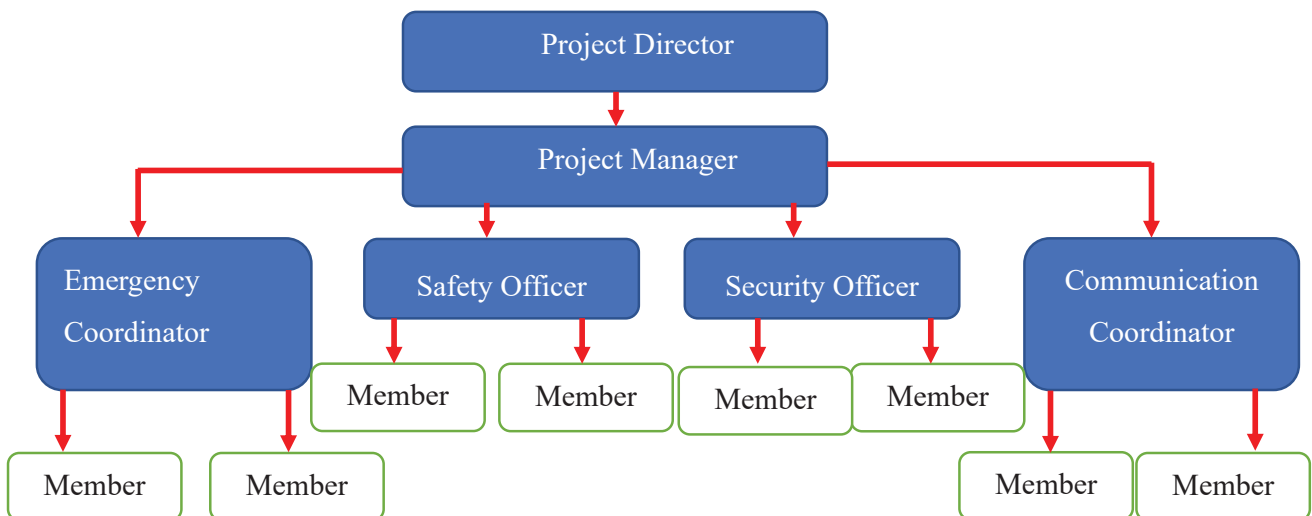 Project Director
Project Manager
Emergency
Coordinator
Safety Officer
Security Officer
Communication
Coordinator
Member
Member
Member
Member
Member
Member
Member
Member